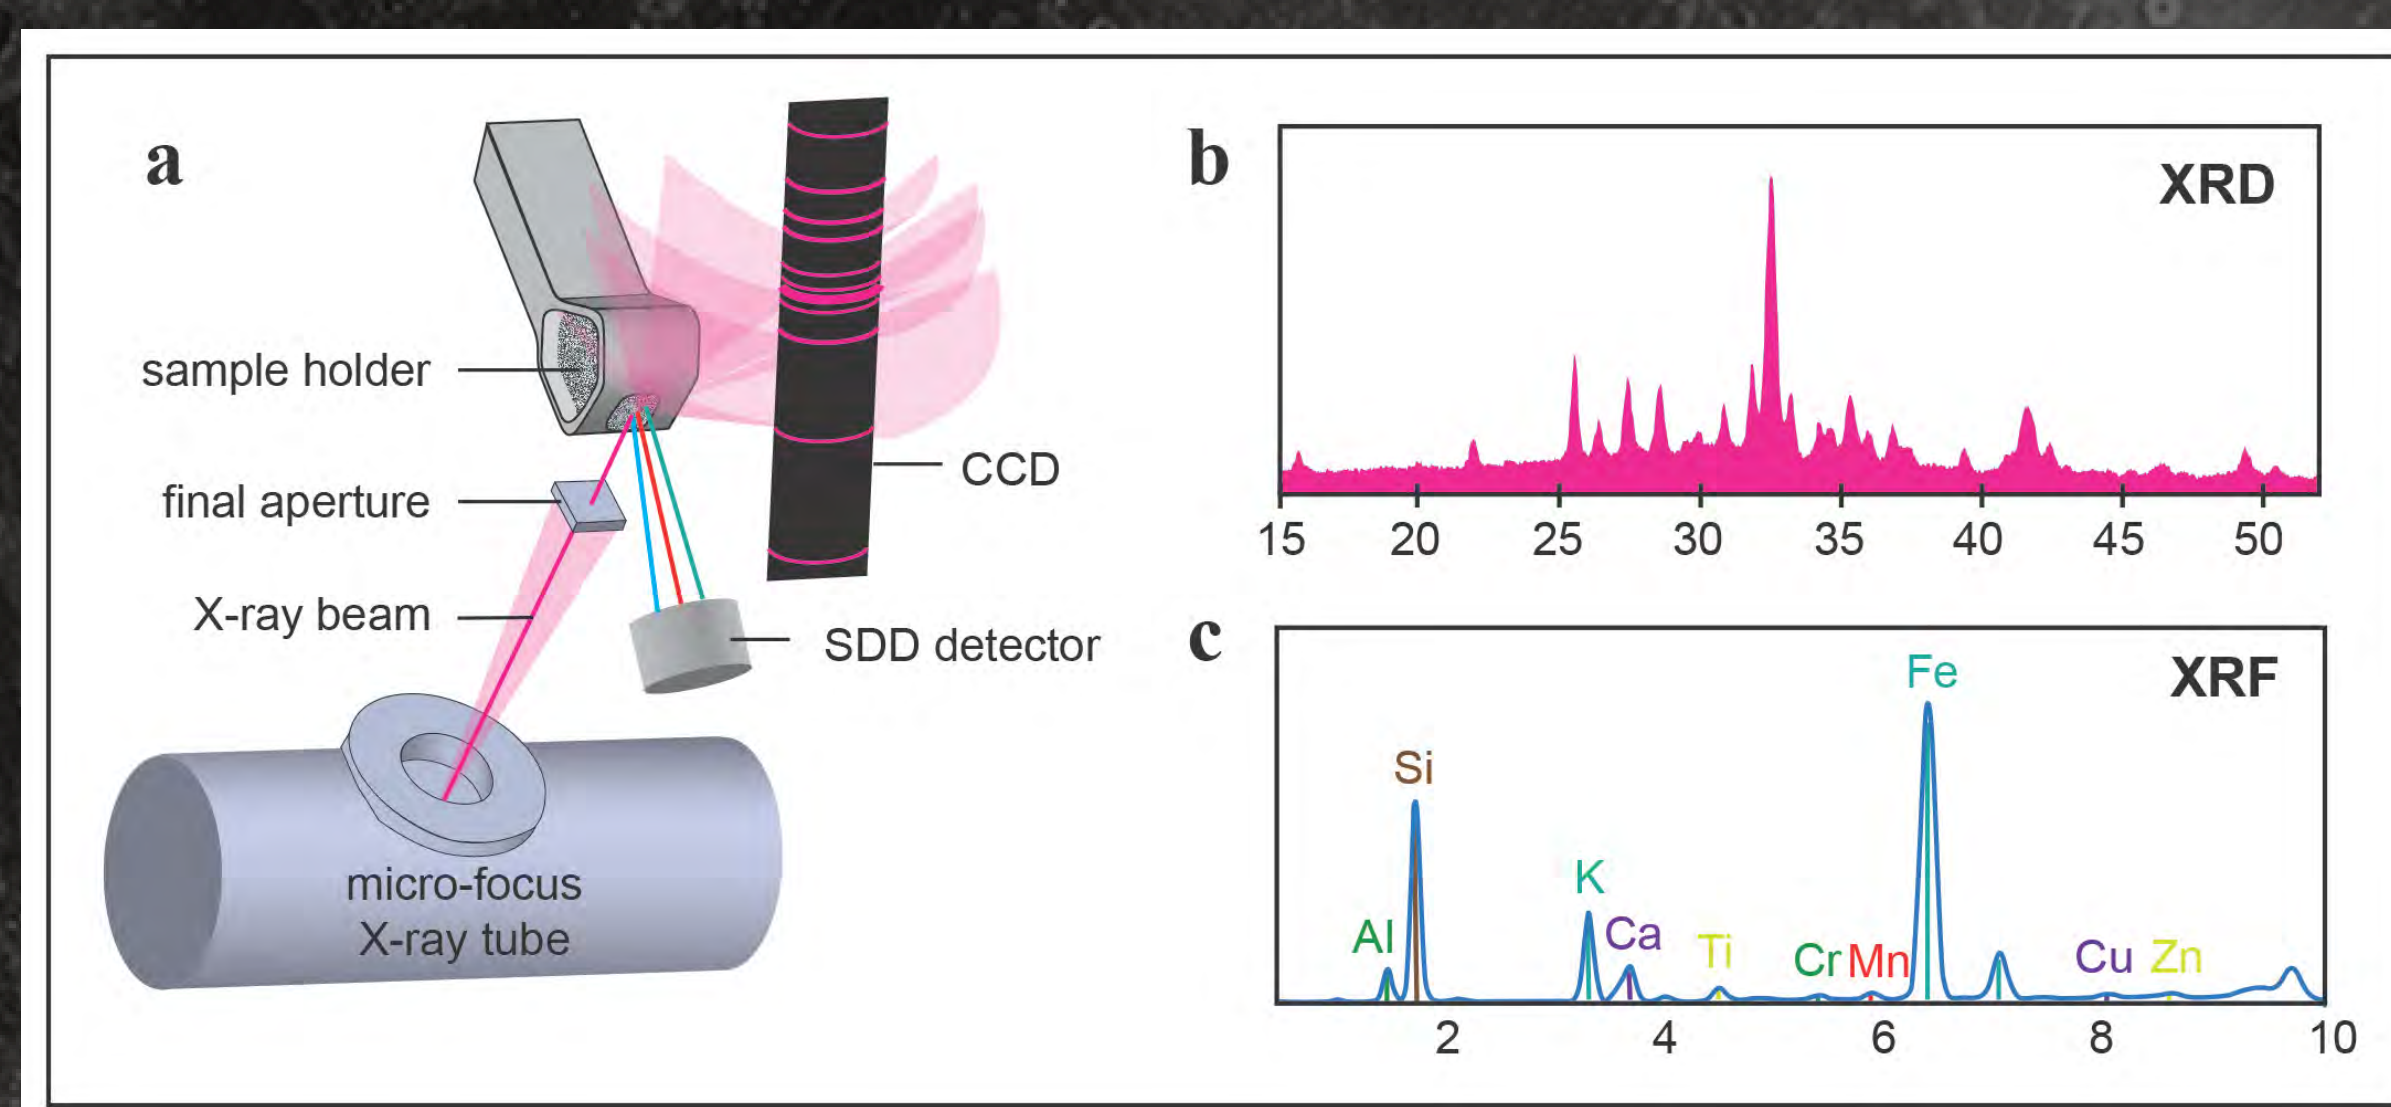 a
sample holder
final aperture
X-ray beam
micro-focus
X-ray tube
CCD
SDD detector
b
XRD
15 20 25 30 35 40 45 50
c
XRF
Al Si K Ca Ti Cr Mn Fe Cu Zn
2 4 6 8 10